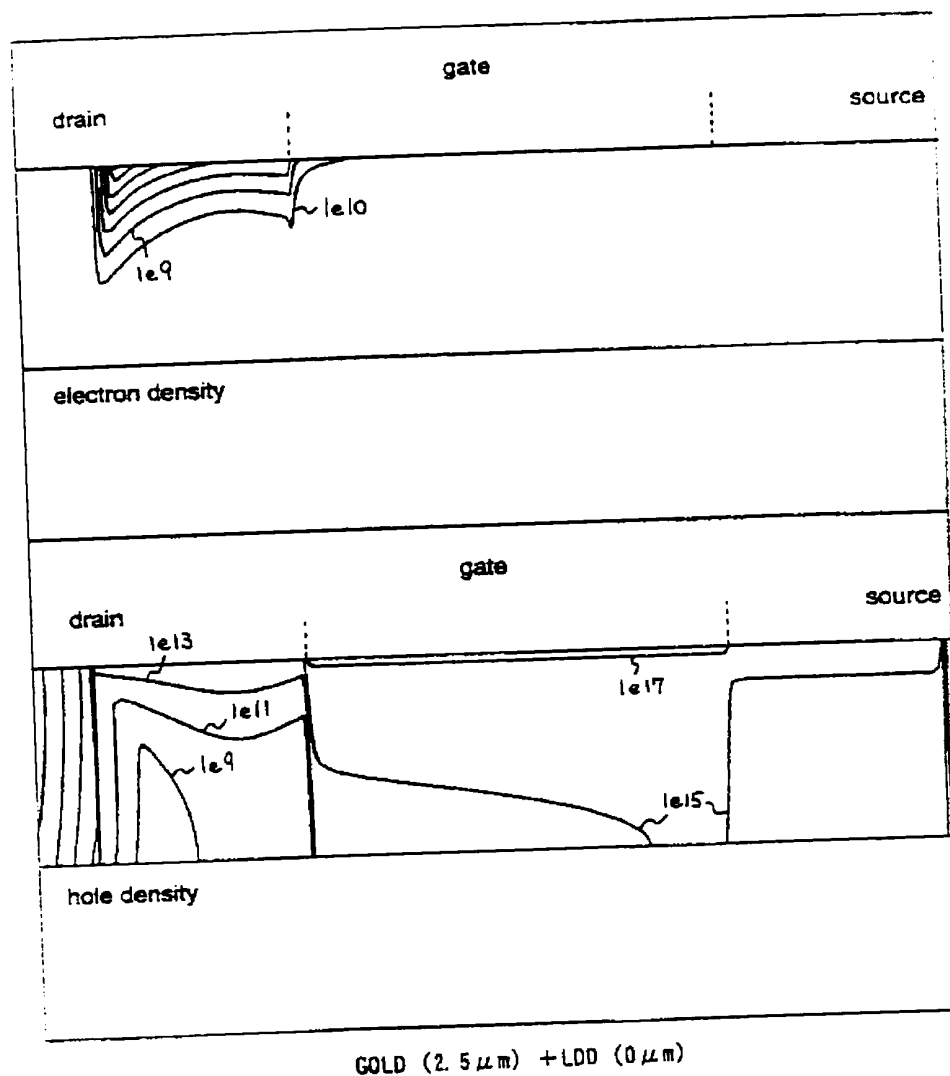 gate
drain
source
1e10
1e9
electron density
gate
drain
source
1e13
1e17
1e11
1e9
1e15
hole density
GOLD (2.5μm) +LDD (0μm)